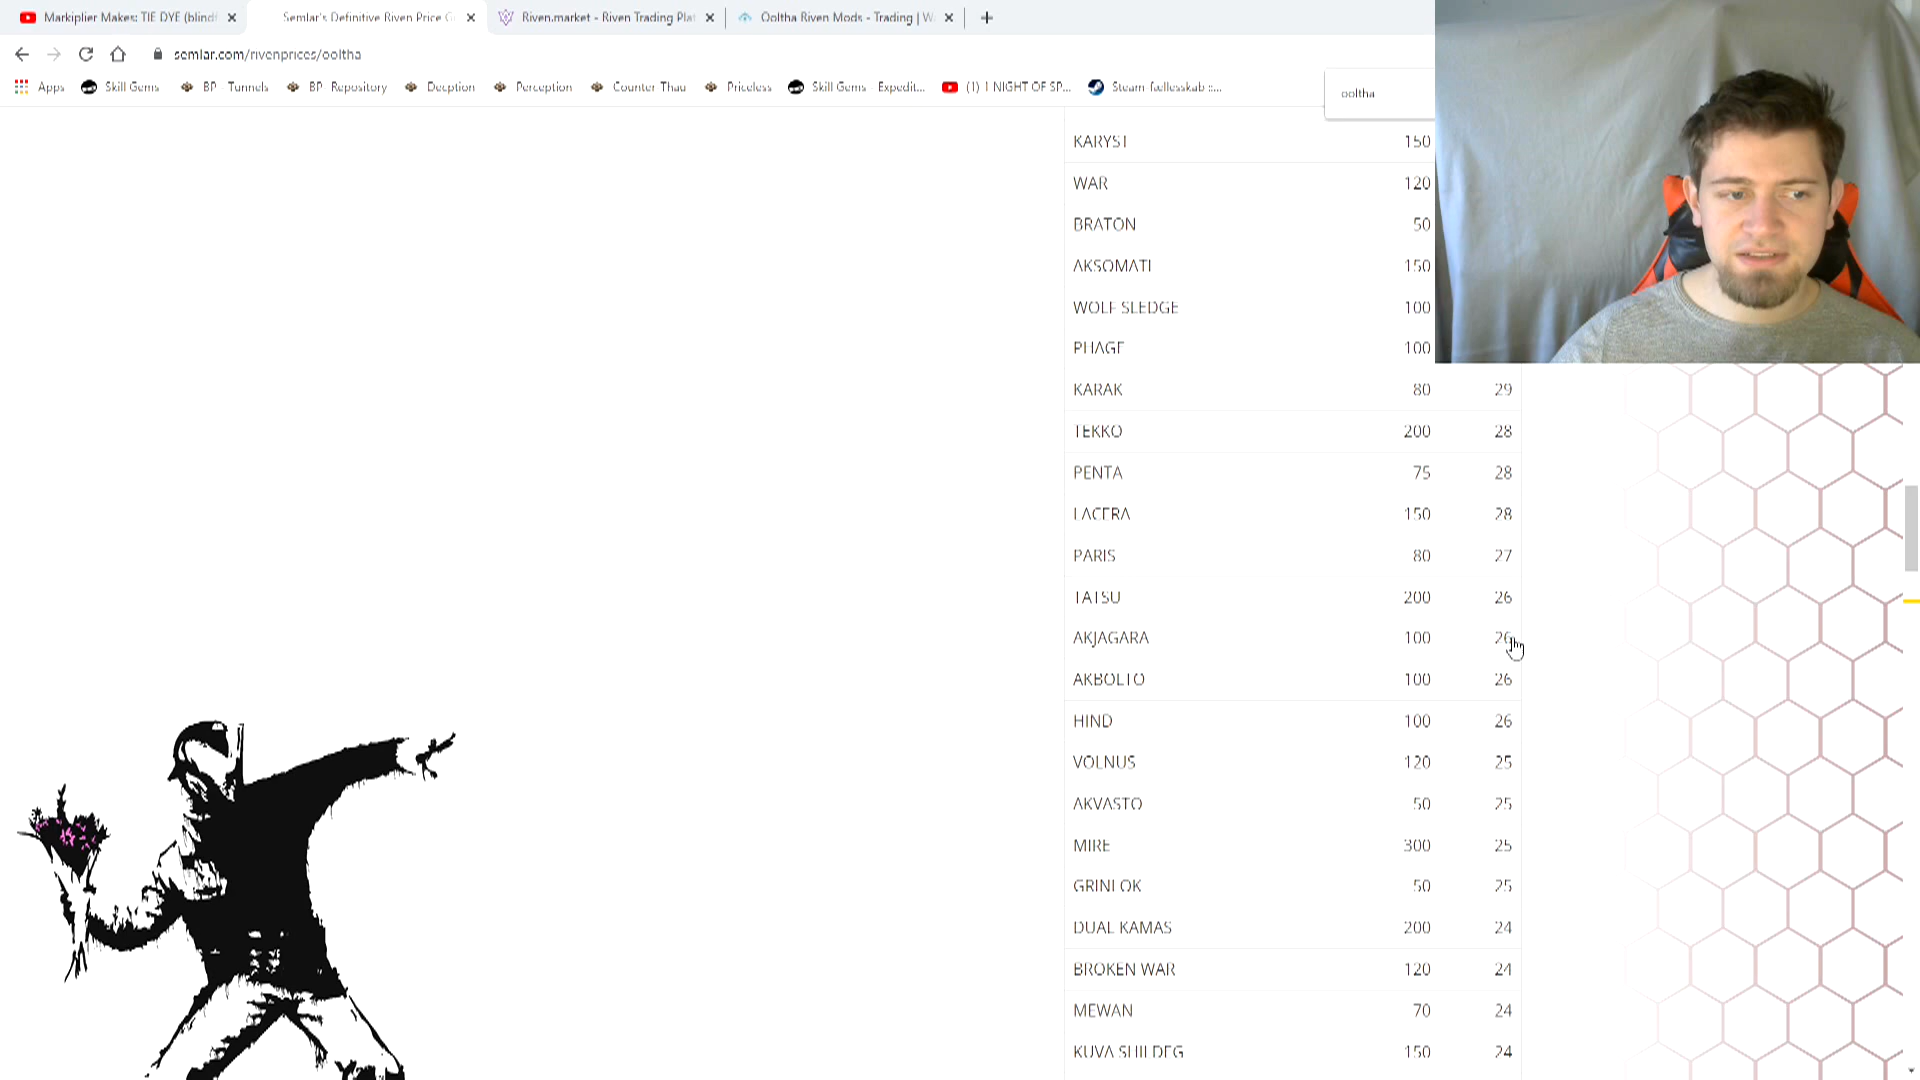 Markiplier Makes: TIE DYE (blindf
Semlar's Definitive Riven Price G
Riven.market - Riven Trading Plat
Ooltha Riven Mods - Trading | W
semlar.com/rivenprices/ooltha
Apps Skill Gems BP Tunnels BP Repository Decption Perception Counter Thau Priceless Skill Gems Expedit... (1) 1 NIGHT OF SP... Steam-fællesskab ::...
ooltha
KARYST 150
WAR 120
BRATON 50
AKSOMATI 150
WOLF SLEDGE 100
PHAGE 100
KARAK 80 29
TEKKO 200 28
PENTA 75 28
LACERA 150 28
PARIS 80 27
TATSU 200 26
AKJAGARA 100 26
AKBOLTO 100 26
HIND 100 26
VOLNUS 120 25
AKVASTO 50 25
MIRE 300 25
GRINLOK 50 25
DUAL KAMAS 200 24
BROKEN WAR 120 24
MEWAN 70 24
KUVA SHILDEG 150 24